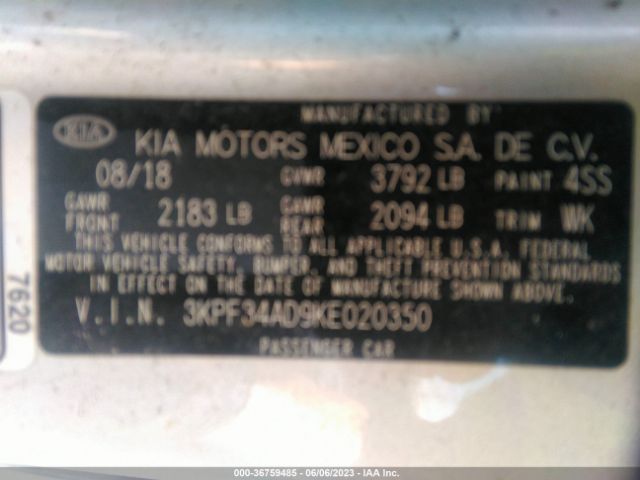 MANUFACTURED BY
KIA KIA MOTORS MEXICO S.A. DE C.V.
08/18 GVWR 3792 LB PAINT 4SS
GAWR FRONT 2183 LB GAWR REAR 2094 LB TRIM WK
THIS VEHICLE CONFORMS TO ALL APPLICABLE U.S.A. FEDERAL
MOTOR VEHICLE SAFETY, BUMPER, AND THEFT PREVENTION STANDARDS
IN EFFECT ON THE DATE OF MANUFACTURE SHOWN ABOVE.
V.I.N. 3KPF34AD9KE020350
PASSENGER CAR
7620
000-36759485 - 06/06/2023 - IAA Inc.